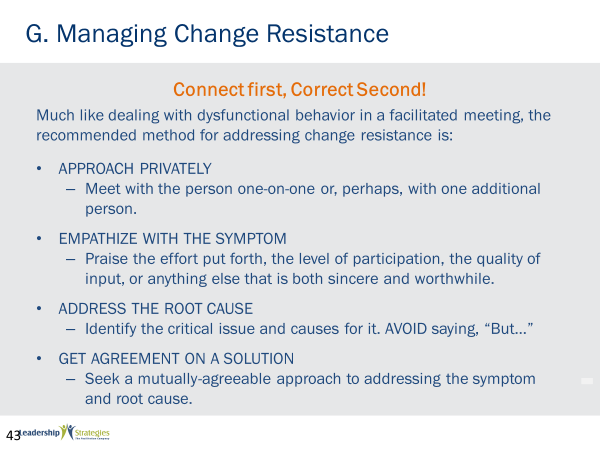 G. Managing Change Resistance
Connect first, Correct Second!
Much like dealing with dysfunctional behavior in a facilitated meeting, the
recommended method for addressing change resistance is:
• APPROACH PRIVATELY
– Meet with the person one-on-one or, perhaps, with one additional
person.
• EMPATHIZE WITH THE SYMPTOM
– Praise the effort put forth, the level of participation, the quality of
input, or anything else that is both sincere and worthwhile.
• ADDRESS THE ROOT CAUSE
– Identify the critical issue and causes for it. AVOID saying, “But…”
• GET AGREEMENT ON A SOLUTION
– Seek a mutually-agreeable approach to addressing the symptom
and root cause.
43
Leadership Strategies
The Facilitation Company